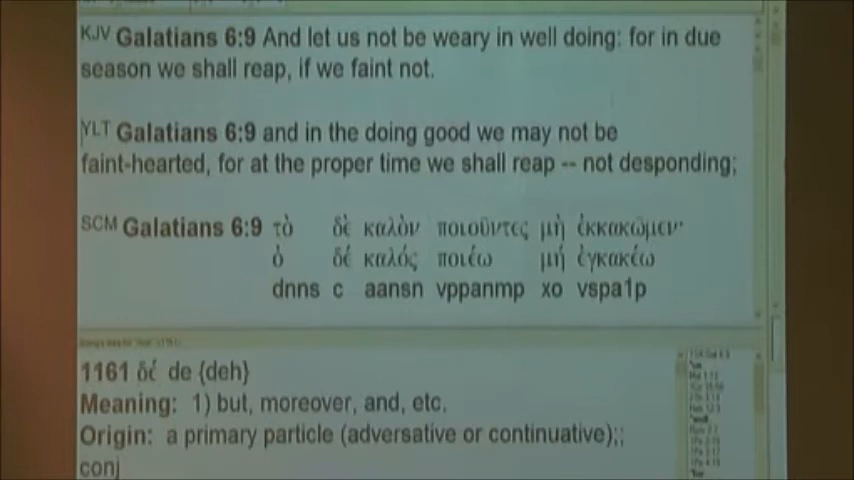 KJV Galatians 6:9 And let us not be weary in well doing: for in due
season we shall reap, if we faint not.
YLT Galatians 6:9 and in the doing good we may not be
faint-hearted, for at the proper time we shall reap -- not desponding;
SCM Galatians 6:9 τὸ δὲ καλὸν ποιοῦντες μὴ ἐκκακῶμεν·
ὁ δέ καλός ποιέω μή ἐγκακέω
dnns c aansn vppanmp xo vspa1p
1161 δέ de {deh}
Meaning: 1) but, moreover, and, etc.
Origin: a primary particle (adversative or continuative);;
conj